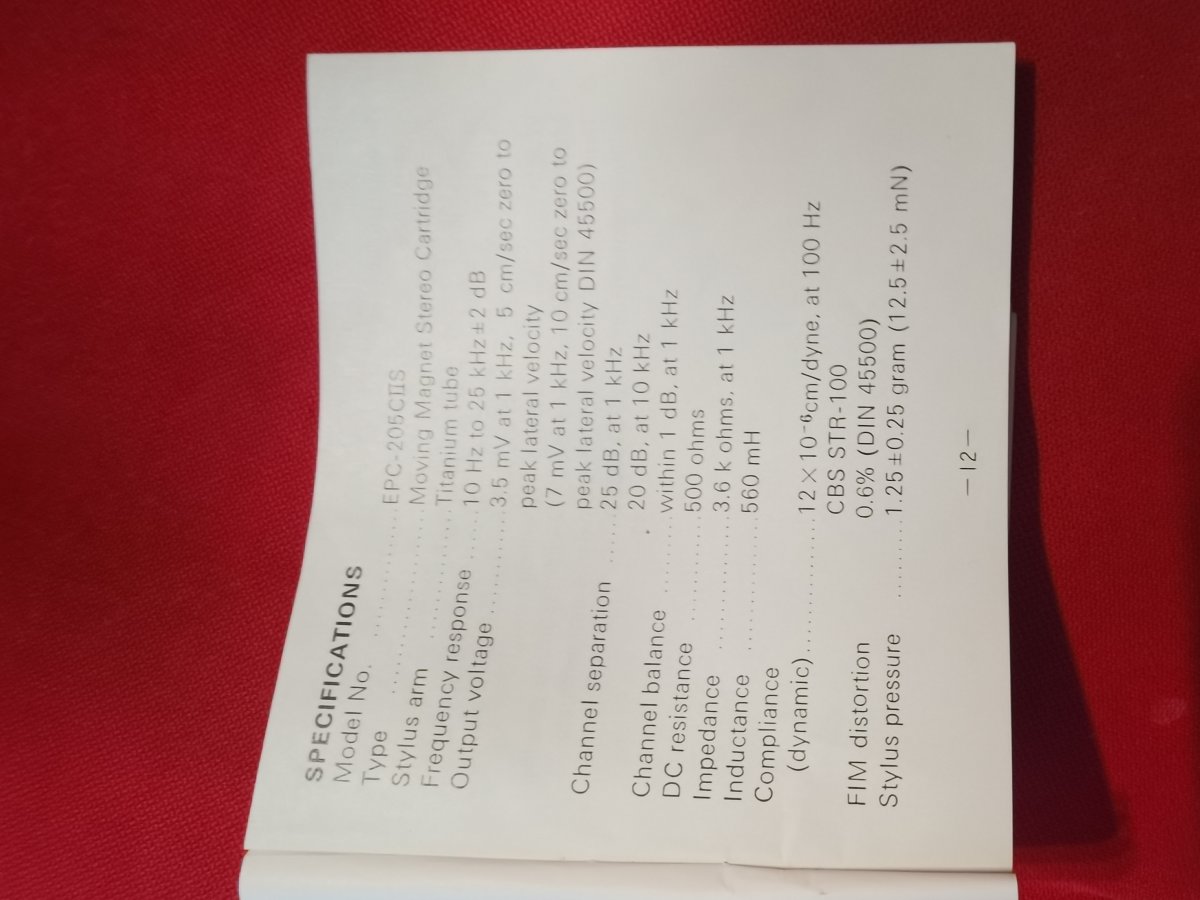 SPECIFICATIONS
Model No. ............EPC-205CⅡS
Type ....................Moving Magnet Stereo Cartridge
Stylus arm ............Titanium tube
Frequency response .....10 Hz to 25 kHz±2 dB
Output voltage ............3.5 mV at 1 kHz, 5 cm/sec zero to
peak lateral velocity
(7 mV at 1 kHz, 10 cm/sec zero to
peak lateral velocity DIN 45500)
Channel separation ......25 dB, at 1 kHz
20 dB, at 10 kHz
Channel balance .........within 1 dB, at 1 kHz
DC resistance ............500 ohms
Impedance ...............3.6 k ohms, at 1 kHz
Inductance ...............560 mH
Compliance
(dynamic)...............12×10⁻⁶cm/dyne, at 100 Hz
CBS STR-100
FIM distortion 0.6% (DIN 45500)
Stylus pressure .........1.25±0.25 gram (12.5±2.5 mN)
—12—